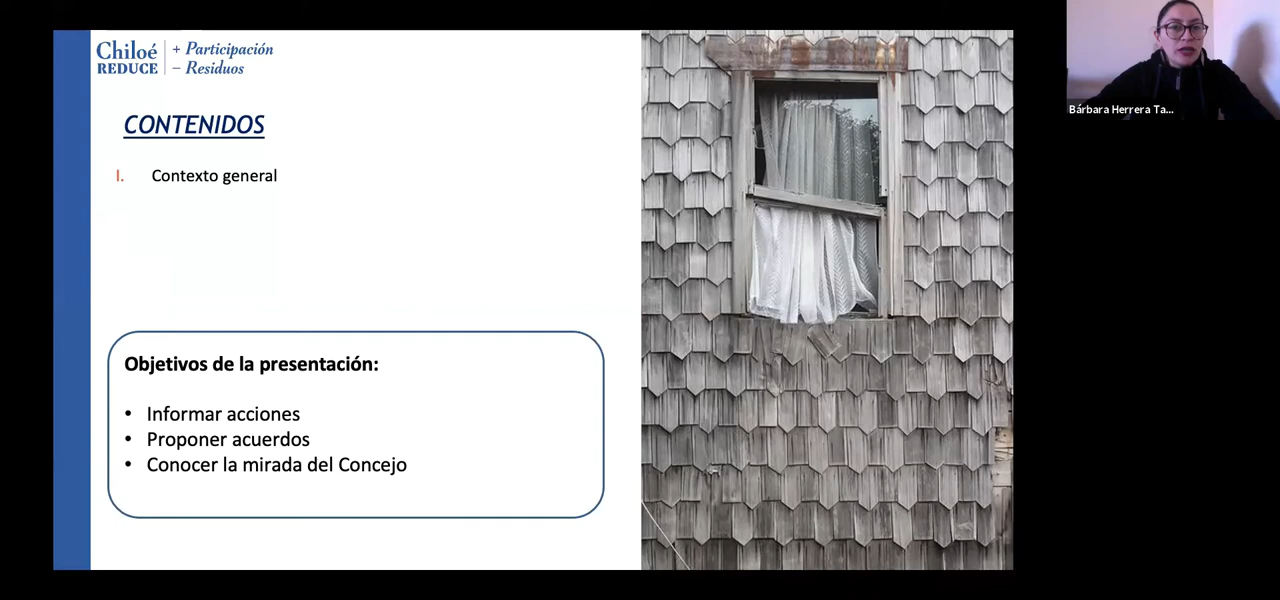 Chiloé
REDUCE
+ Participación
– Residuos
CONTENIDOS
I. Contexto general
Objetivos de la presentación:
• Informar acciones
• Proponer acuerdos
• Conocer la mirada del Concejo
Bárbara Herrera Ta...